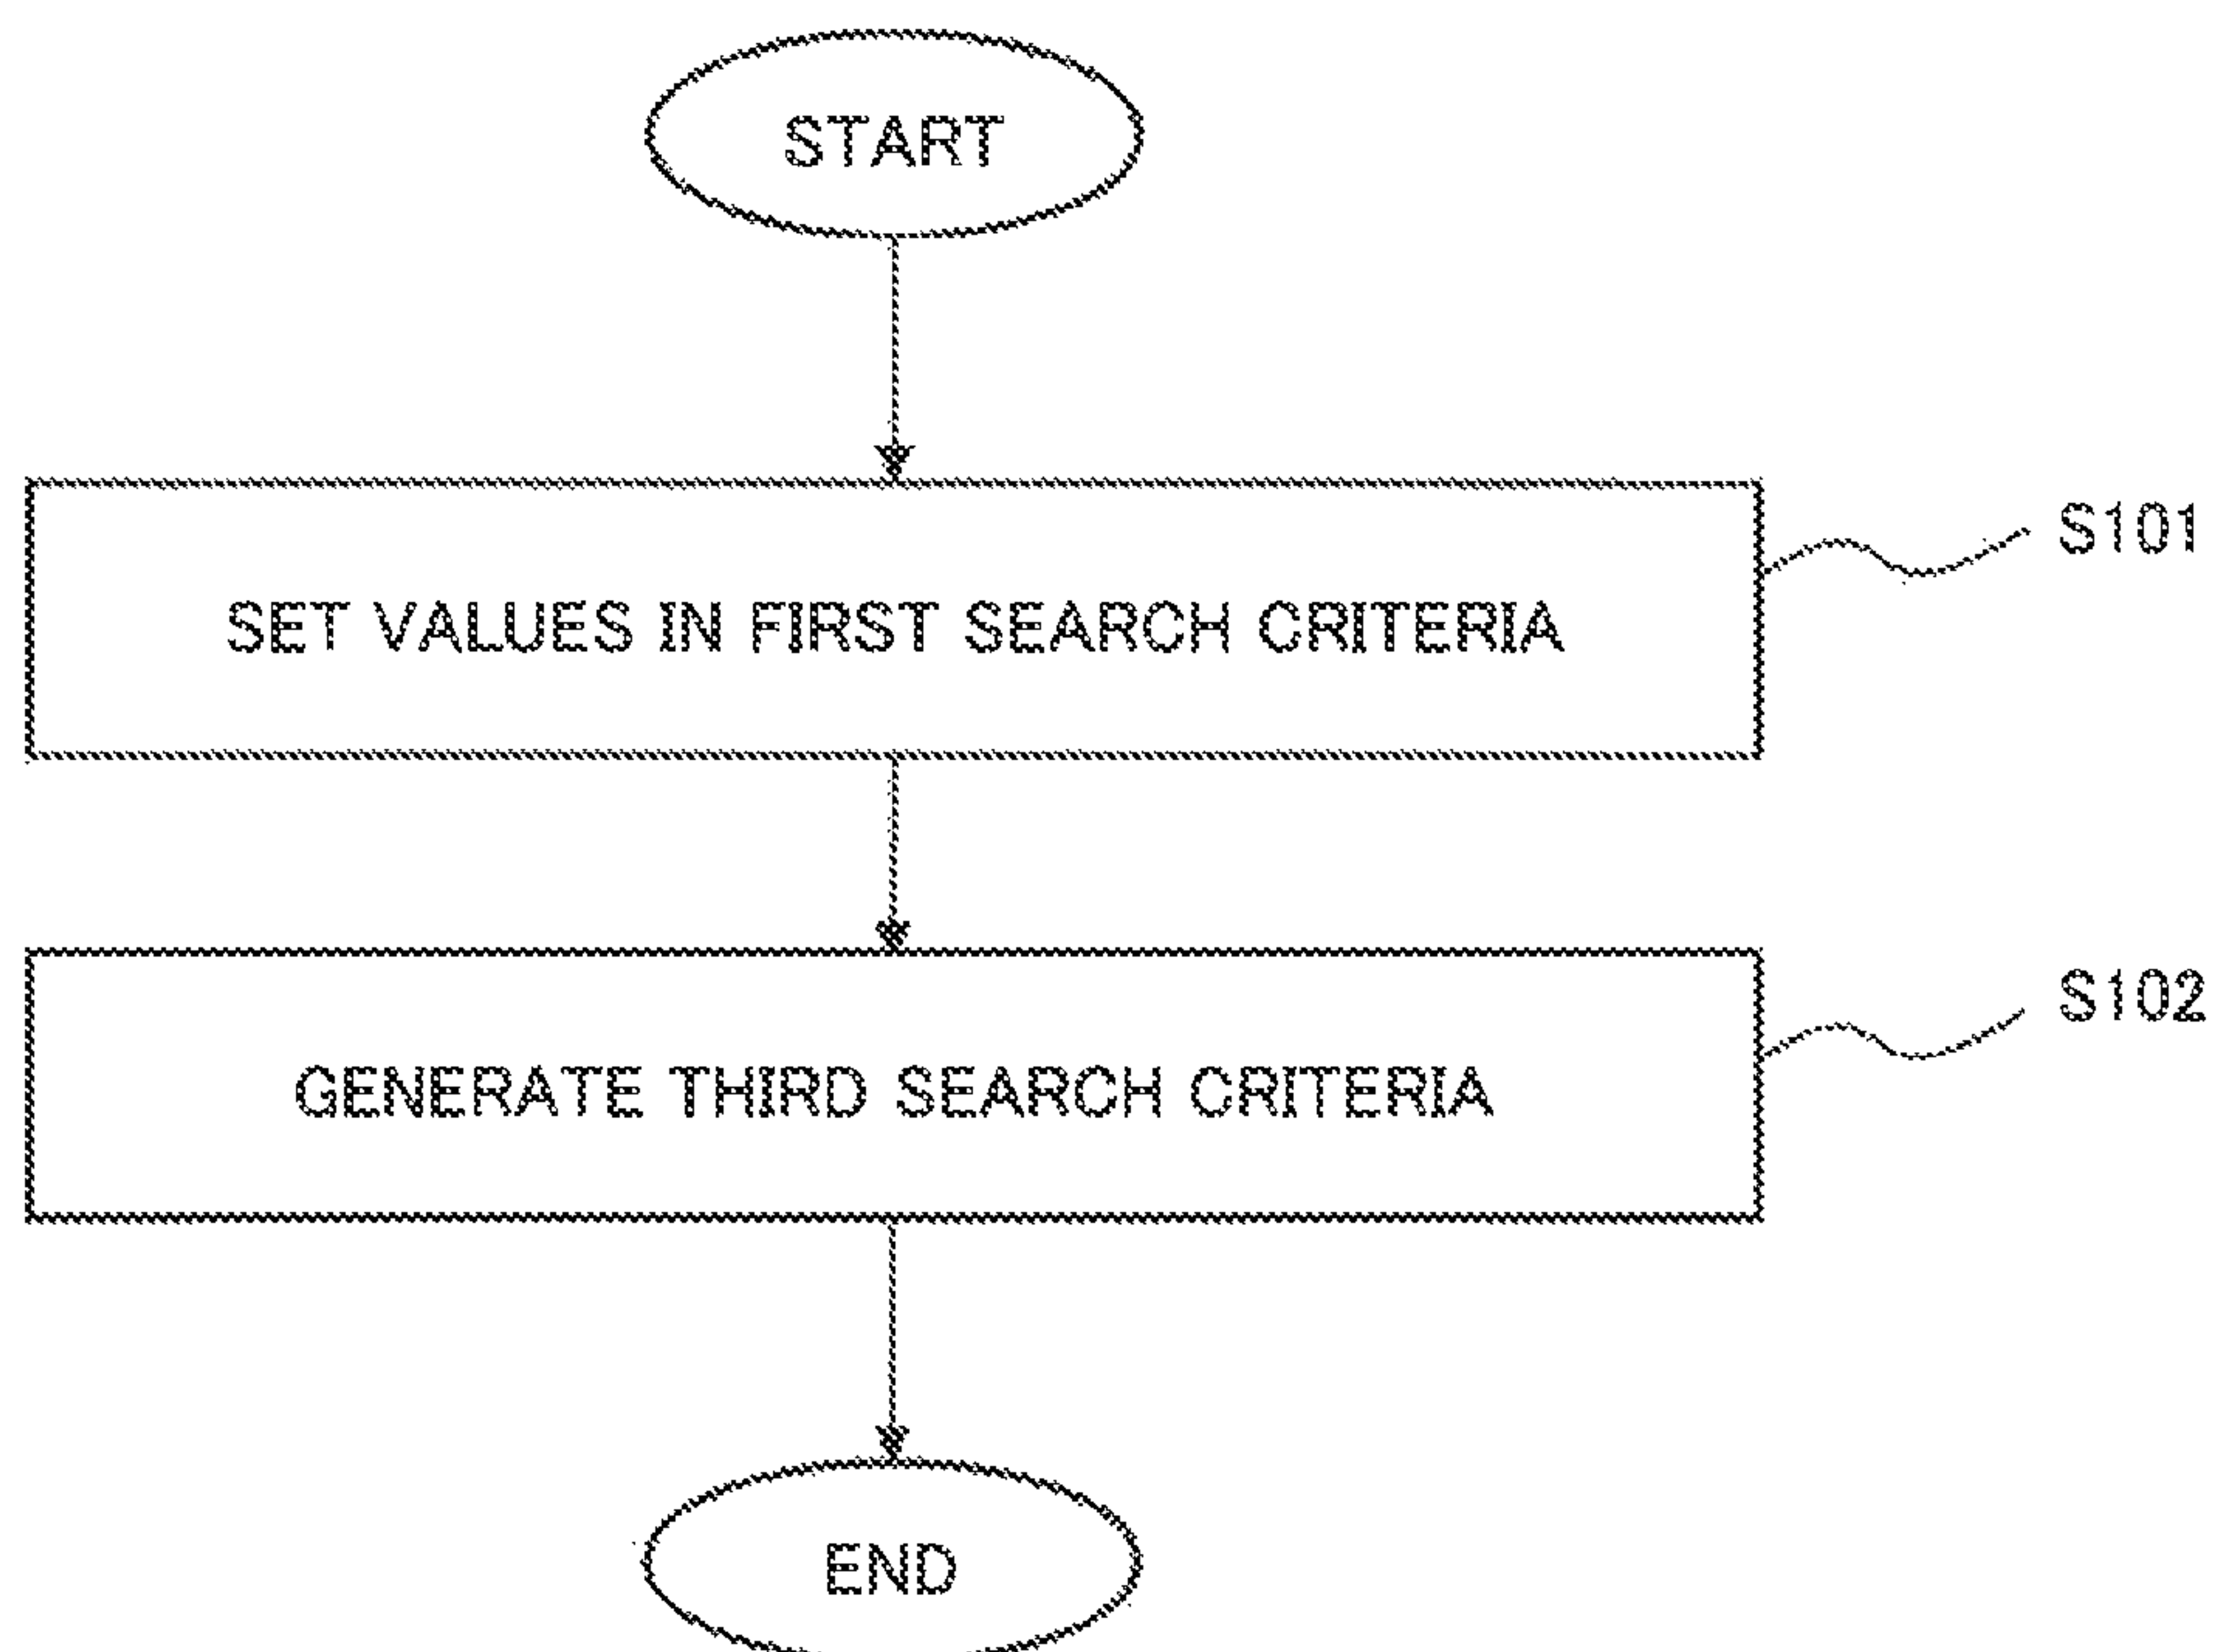 START
SET VALUES IN FIRST SEARCH CRITERIA
S101
GENERATE THIRD SEARCH CRITERIA
S102
END